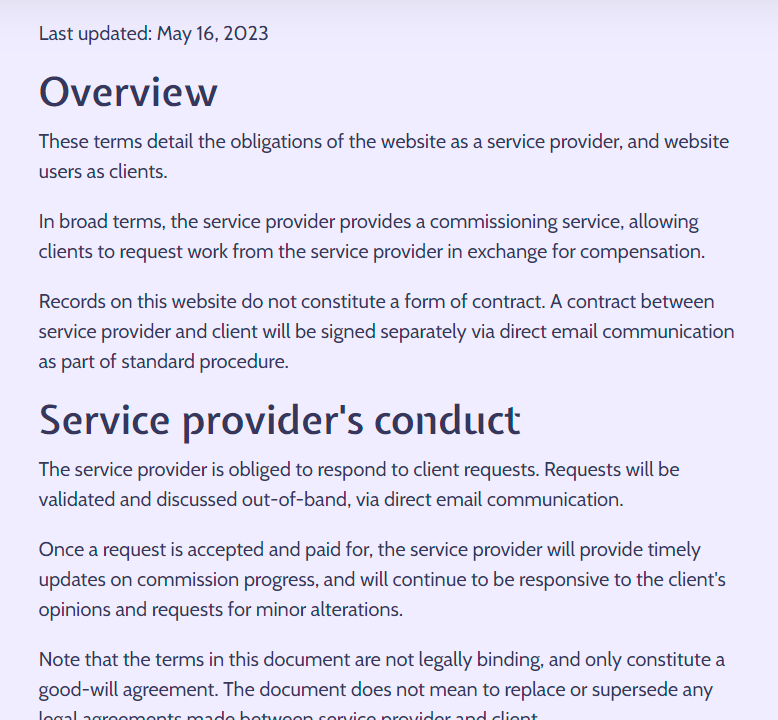 Last updated: May 16, 2023
Overview
These terms detail the obligations of the website as a service provider, and website
users as clients.
In broad terms, the service provider provides a commissioning service, allowing
clients to request work from the service provider in exchange for compensation.
Records on this website do not constitute a form of contract. A contract between
service provider and client will be signed separately via direct email communication
as part of standard procedure.
Service provider's conduct
The service provider is obliged to respond to client requests. Requests will be
validated and discussed out-of-band, via direct email communication.
Once a request is accepted and paid for, the service provider will provide timely
updates on commission progress, and will continue to be responsive to the client's
opinions and requests for minor alterations.
Note that the terms in this document are not legally binding, and only constitute a
good-will agreement. The document does not mean to replace or supersede any
legal agreements made between service provider and client.